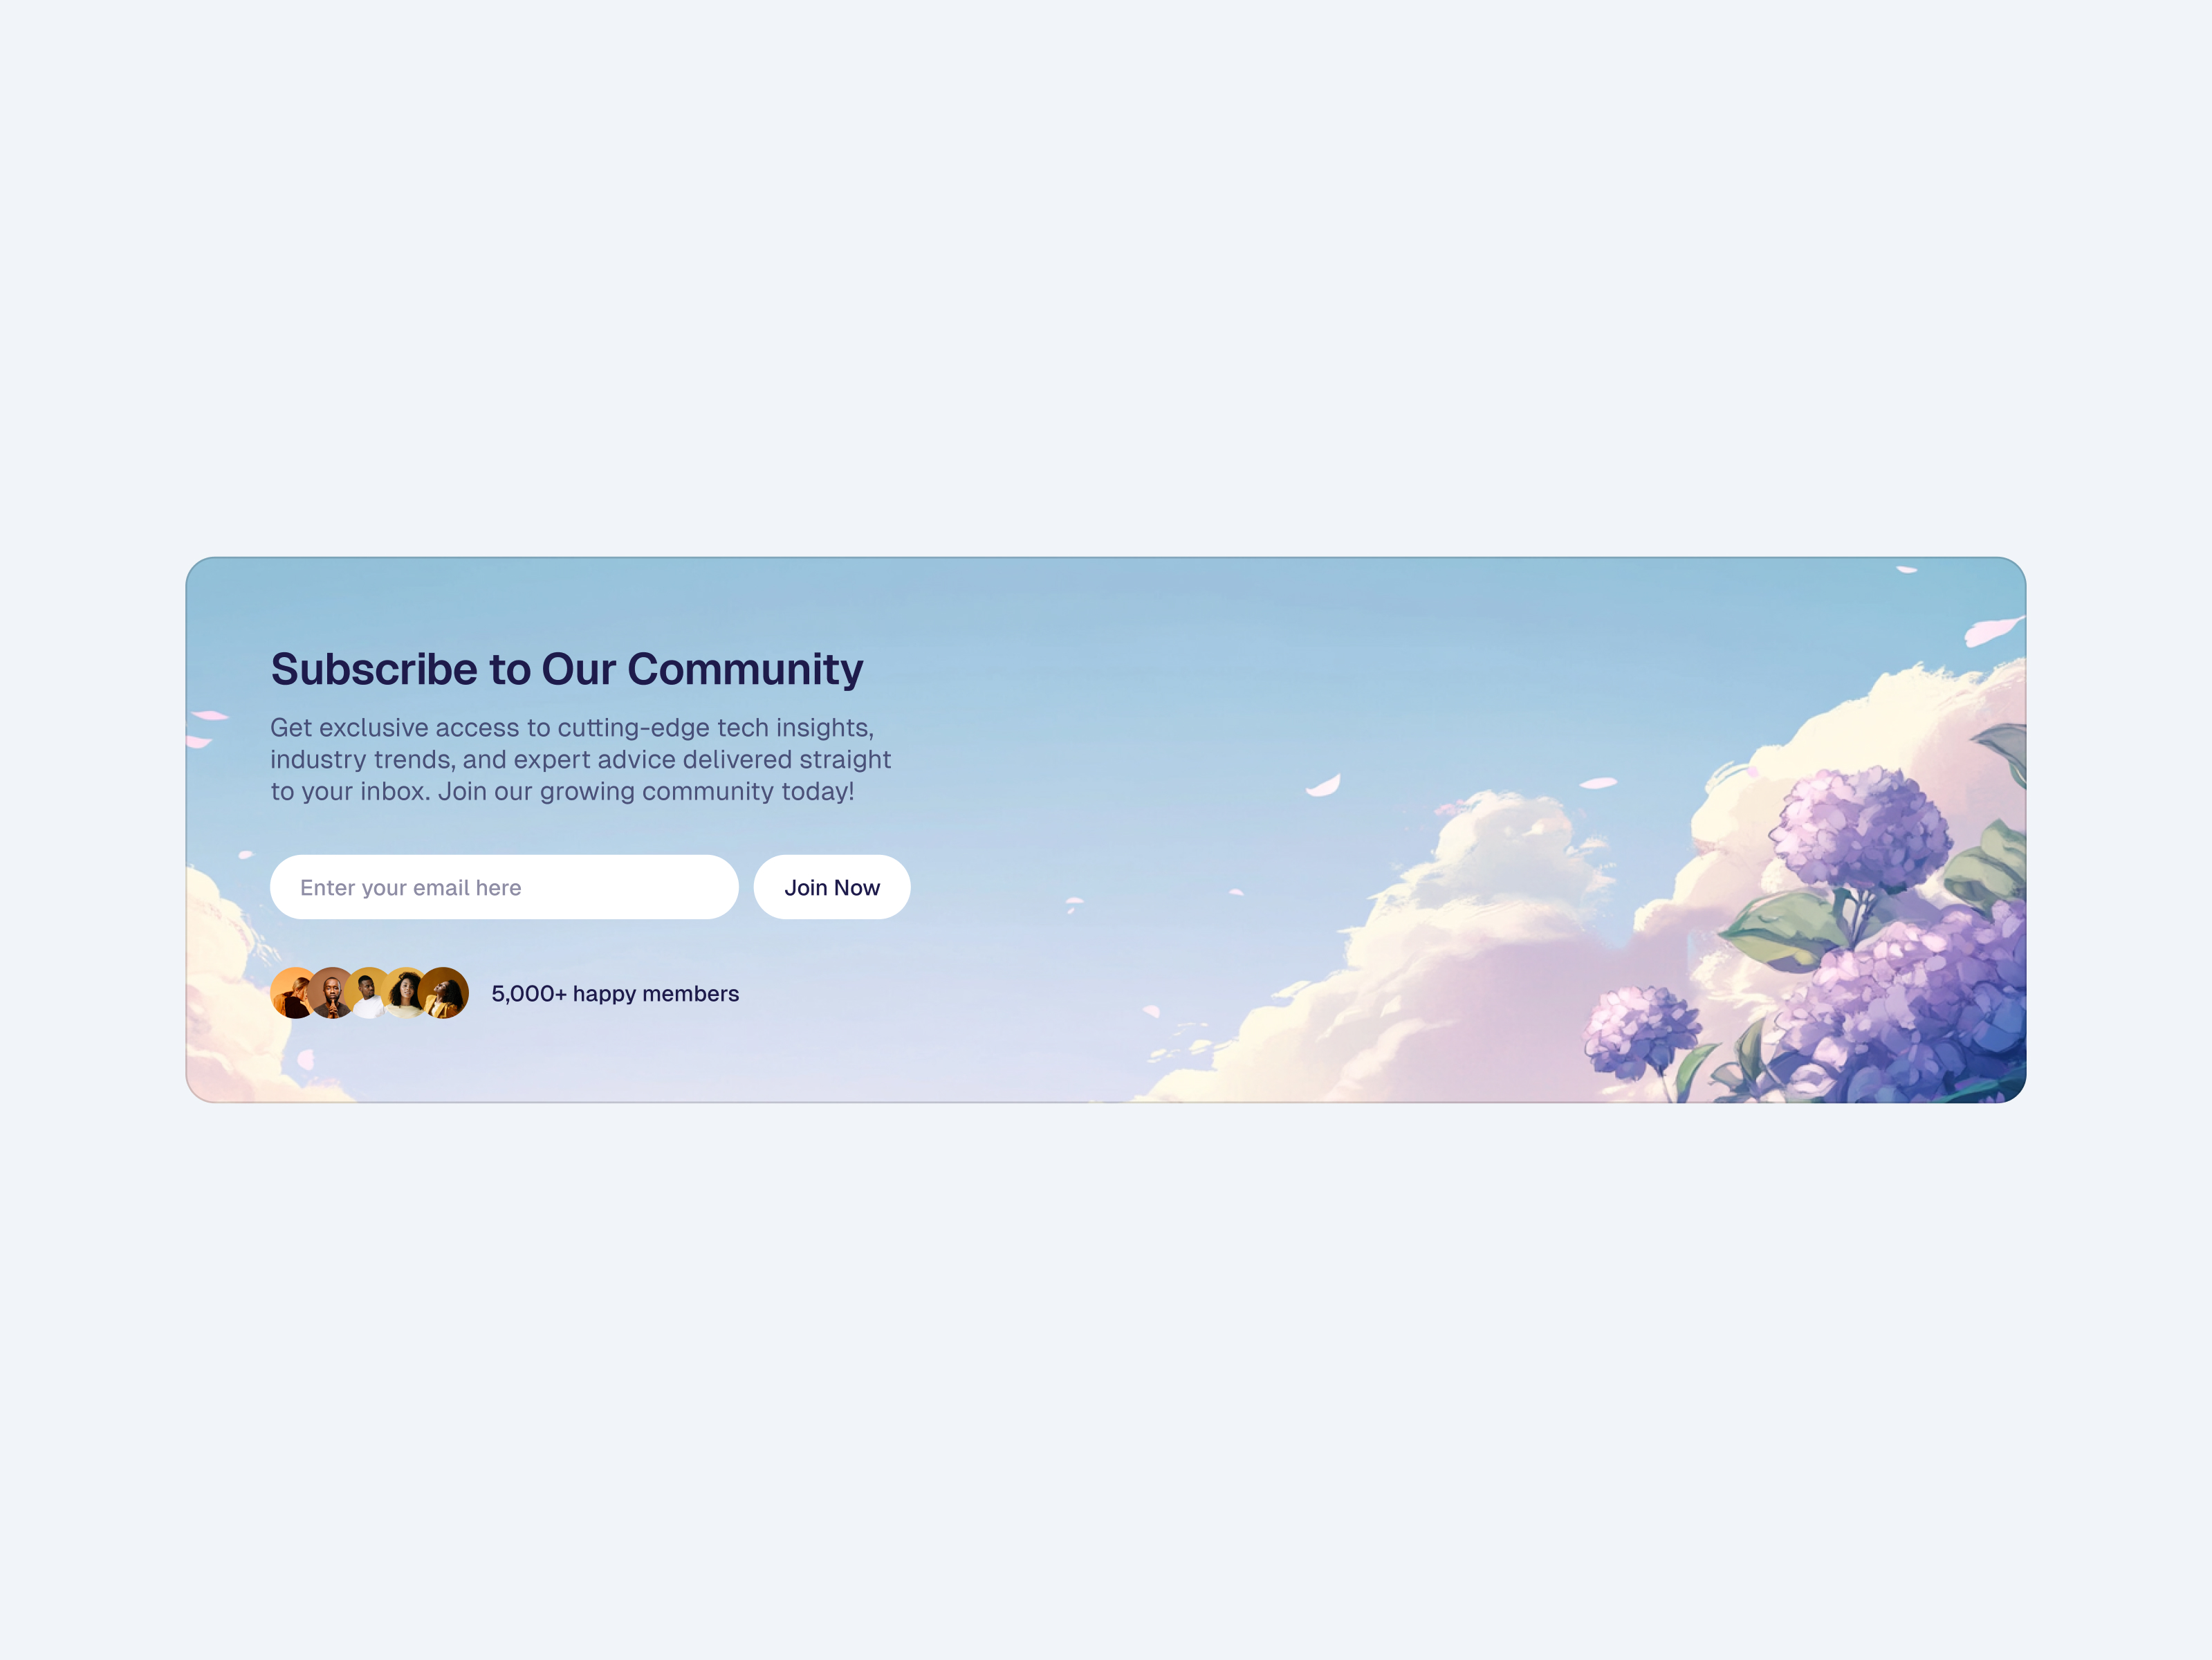 Subscribe to Our Community
Get exclusive access to cutting-edge tech insights,
industry trends, and expert advice delivered straight
to your inbox. Join our growing community today!
Enter your email here
Join Now
5,000+ happy members